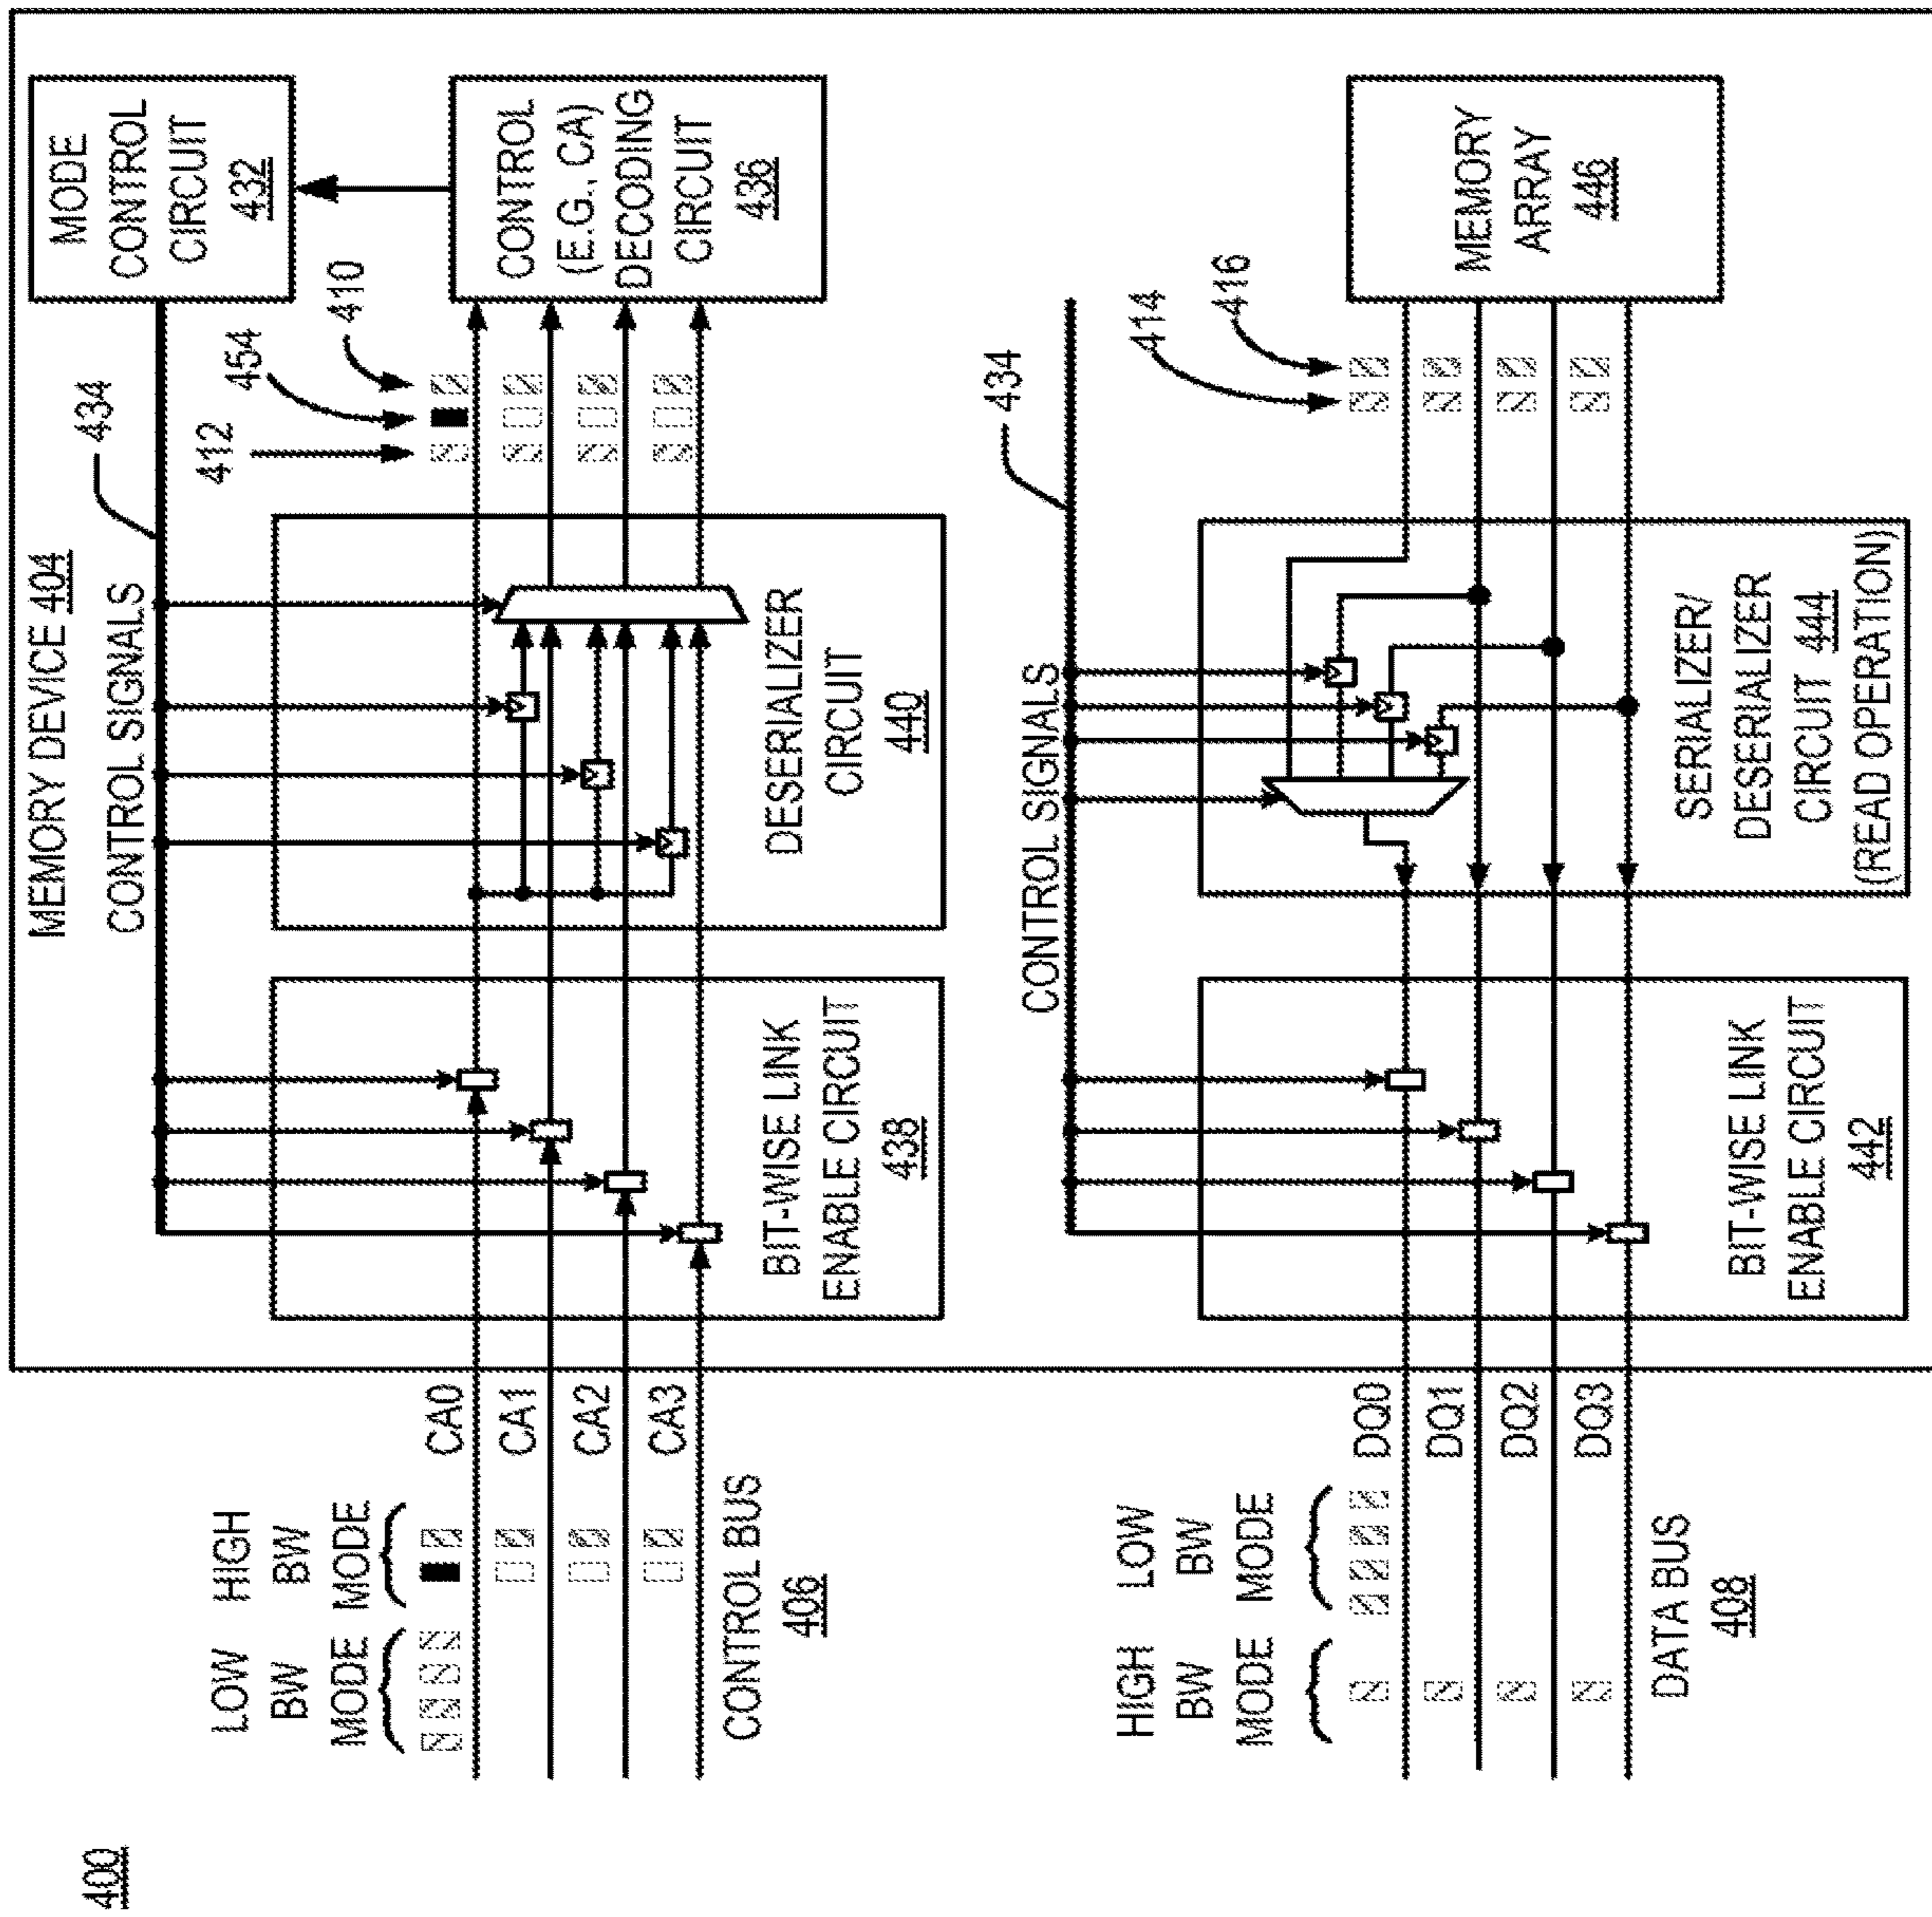 400
MEMORY DEVICE 404
CONTROL SIGNALS
434
MODE
CONTROL
CIRCUIT
432
LOW
BW
MODE
HIGH
BW
MODE
CA0
CA1
CA2
CA3
CONTROL BUS
406
BIT-WISE LINK
ENABLE CIRCUIT
438
DESERIALIZER
CIRCUIT
440
412
454
410
CONTROL
(E.G., CA)
DECODING
CIRCUIT
436
CONTROL SIGNALS
434
HIGH
BW
MODE
LOW
BW
MODE
DQ0
DQ1
DQ2
DQ3
DATA BUS
408
BIT-WISE LINK
ENABLE CIRCUIT
442
SERIALIZER/
DESERIALIZER
CIRCUIT 444
(READ OPERATION)
414
416
MEMORY
ARRAY
446